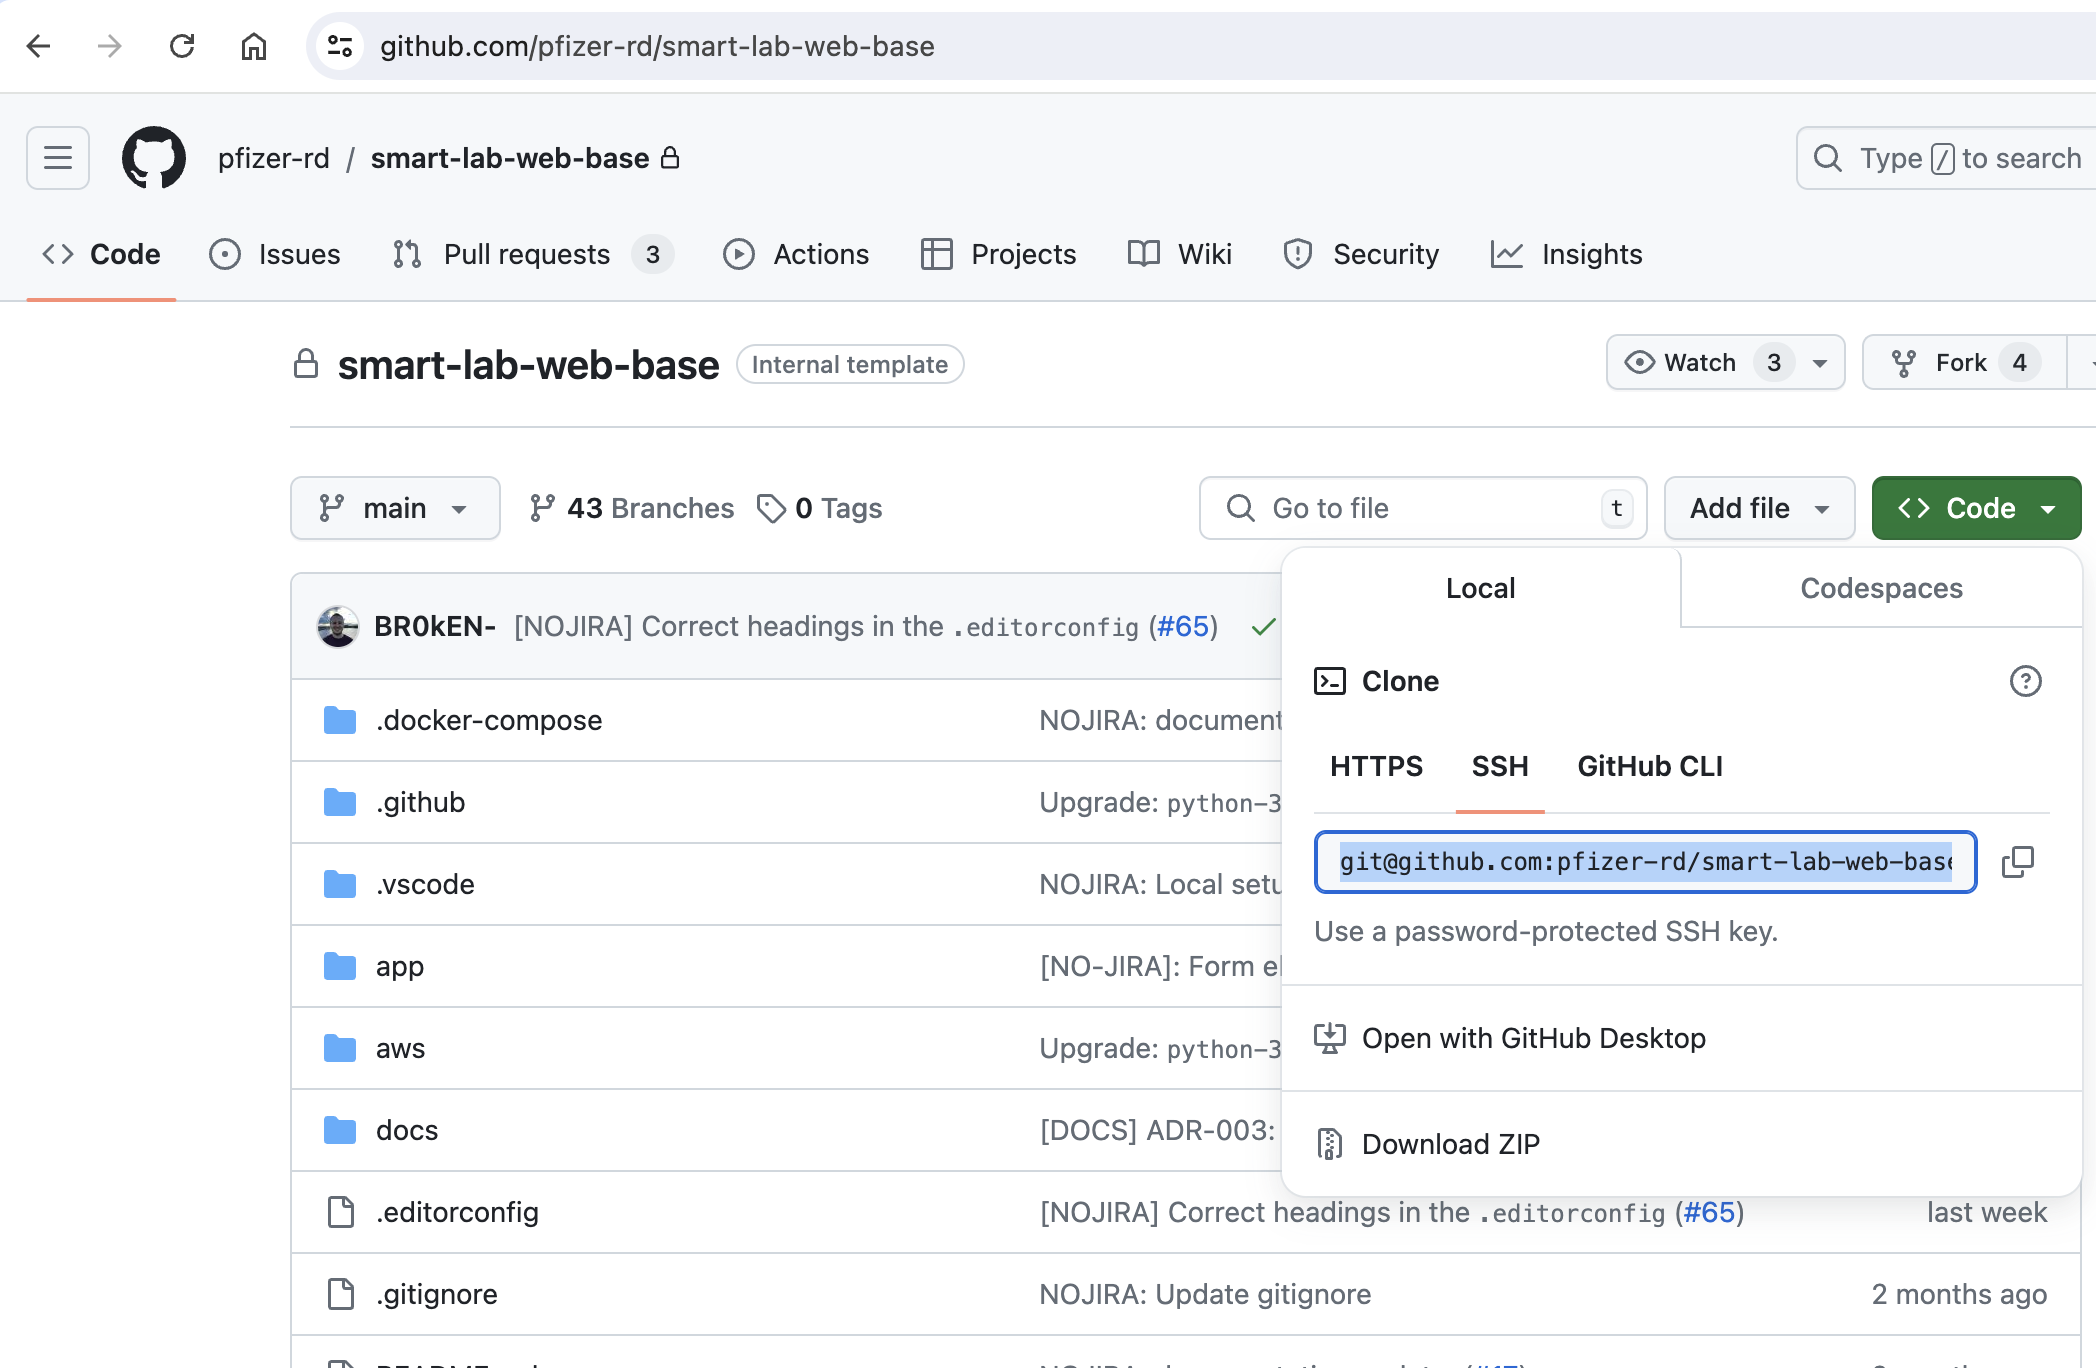 github.com/pfizer-rd/smart-lab-web-base
pfizer-rd / smart-lab-web-base
Type / to search
Code Issues Pull requests 3 Actions Projects Wiki Security Insights
smart-lab-web-base Internal template
Watch 3 Fork 4
main 43 Branches 0 Tags Go to file t Add file Code
Local Codespaces
BR0kEN- [NOJIRA] Correct headings in the .editorconfig (#65)
Clone
HTTPS SSH GitHub CLI
git@github.com:pfizer-rd/smart-lab-web-base
Use a password-protected SSH key.
Open with GitHub Desktop
Download ZIP
.docker-compose NOJIRA: document
.github Upgrade: python-3
.vscode NOJIRA: Local setu
app [NO-JIRA]: Form el
aws Upgrade: python-3
docs [DOCS] ADR-003:
.editorconfig [NOJIRA] Correct headings in the .editorconfig (#65) last week
.gitignore NOJIRA: Update gitignore 2 months ago